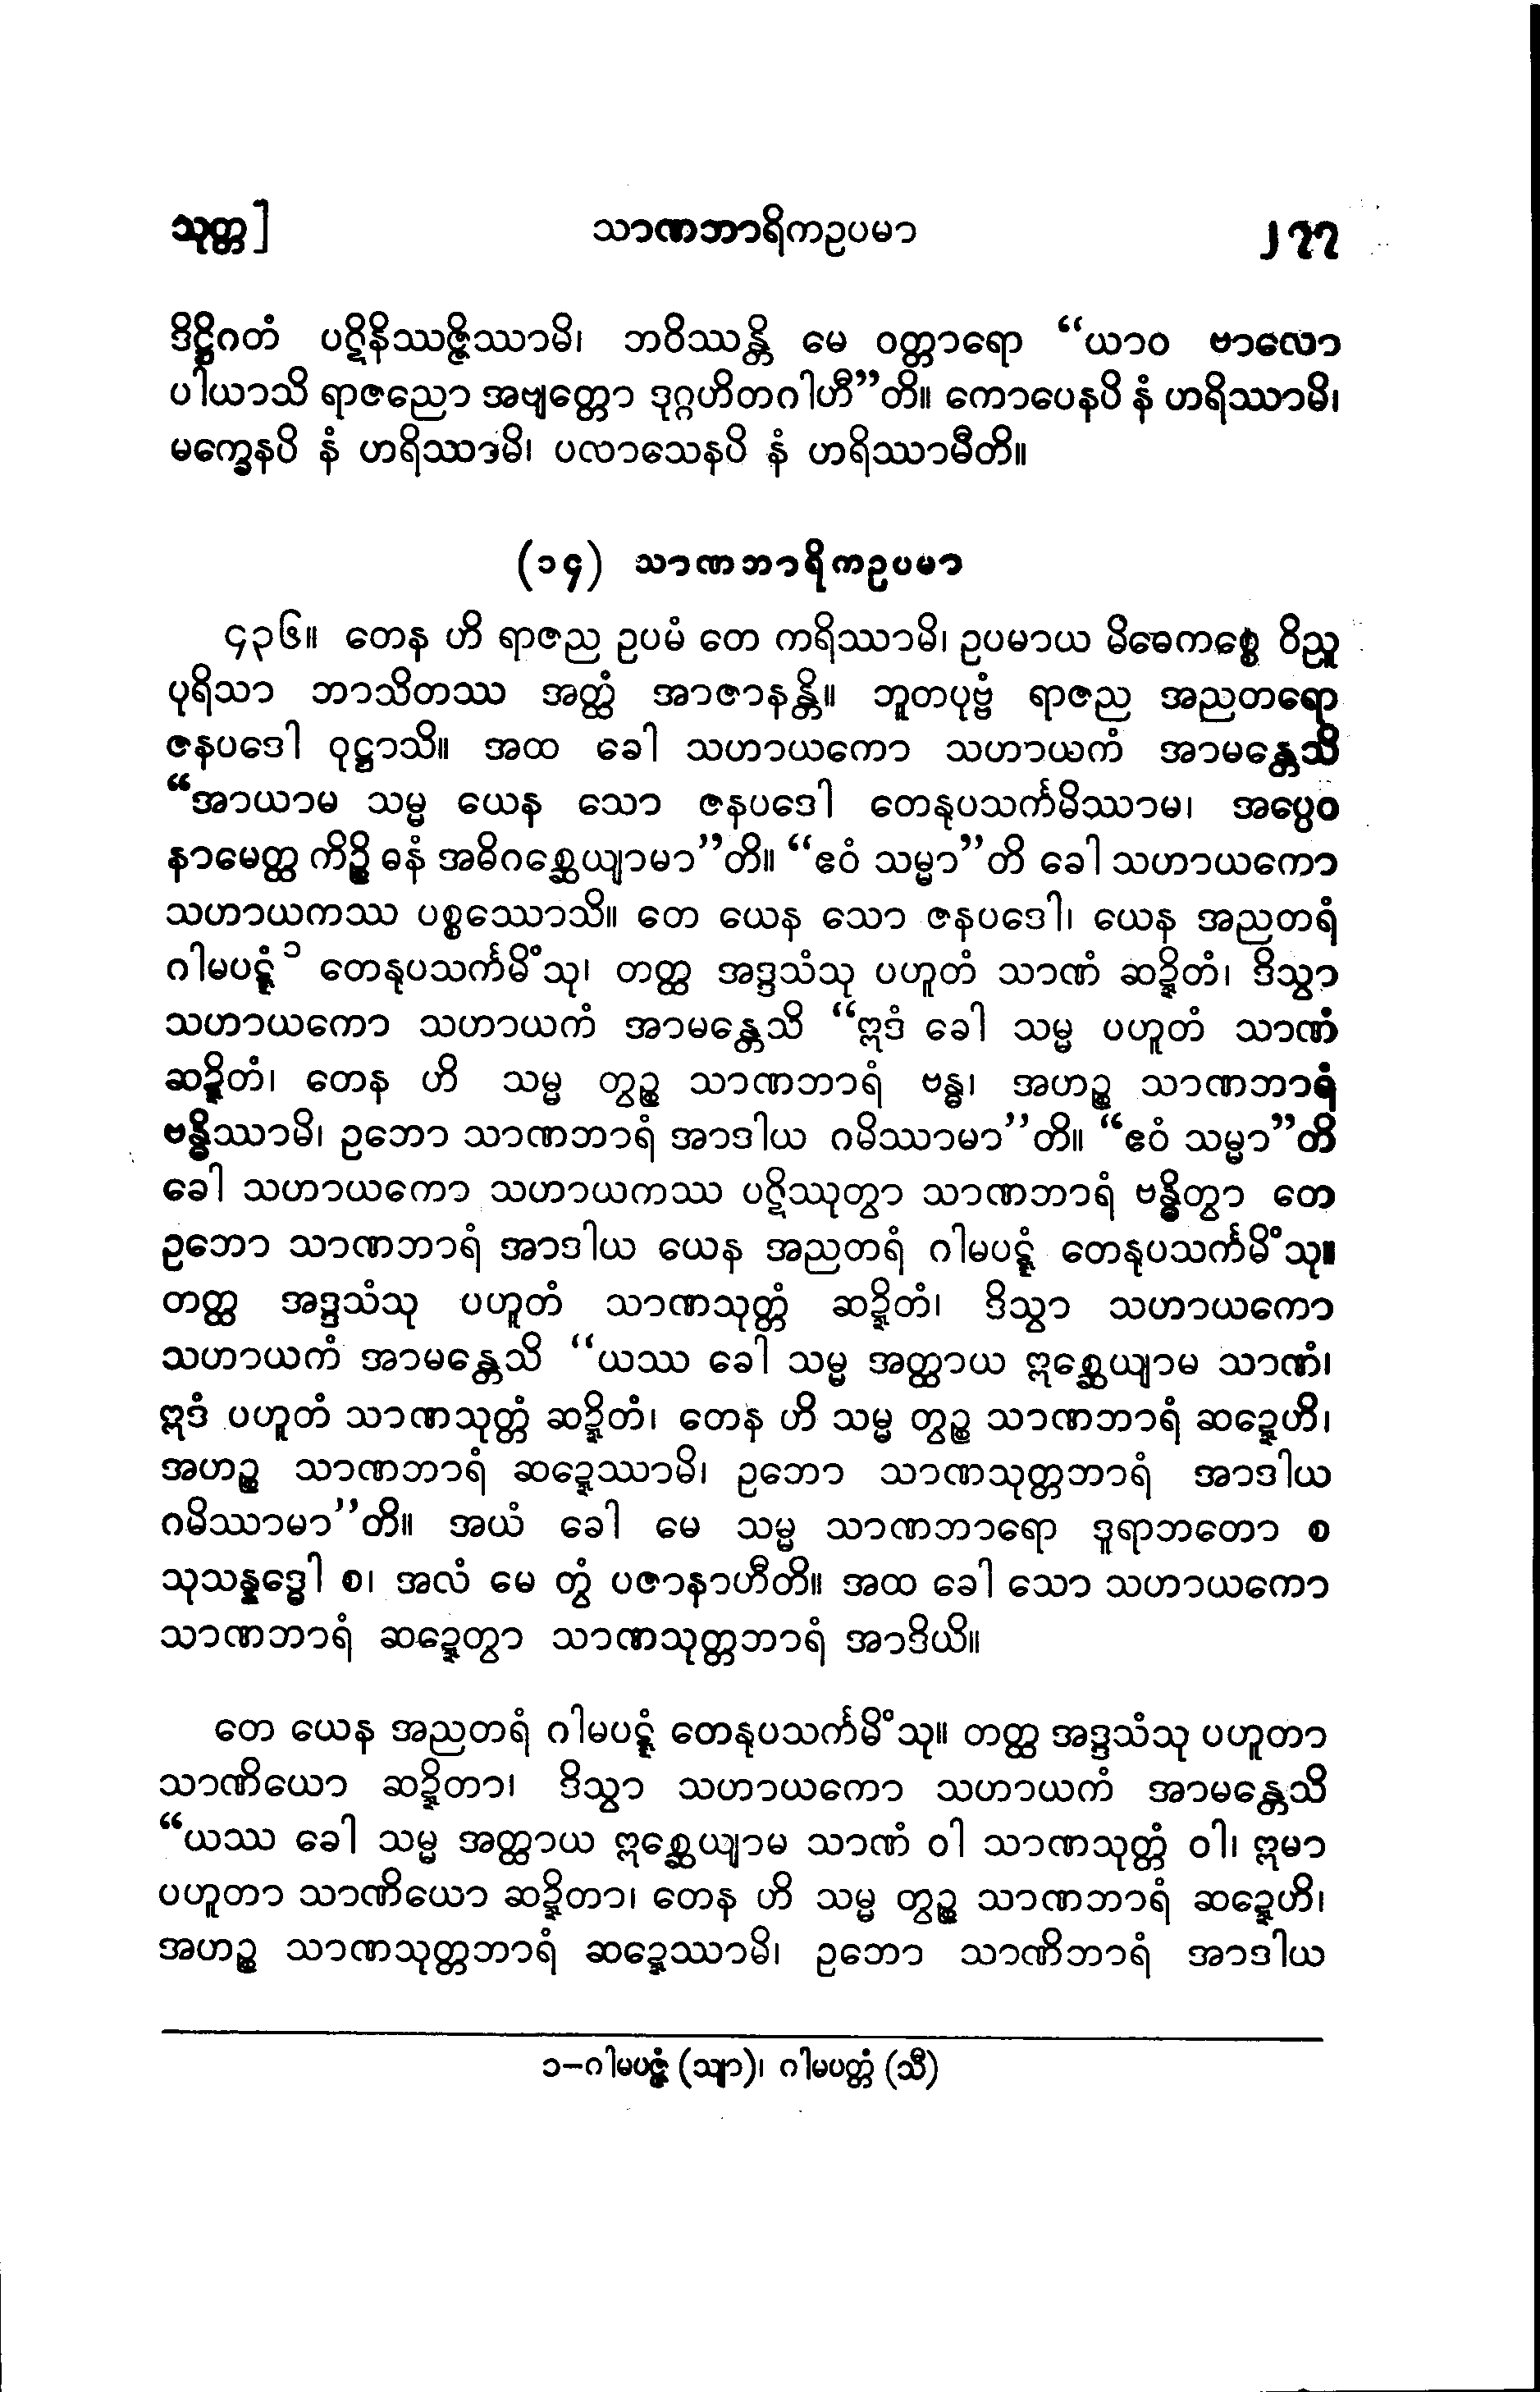 သုတ္တ]
သာဏဘာရိကဥပမာ
၂၇၇
ဒိဋ္ဌိဂတံ ပဋိနိဿဇ္ဇိဿာမိ၊ ဘဝိဿန္တိ မေ ဝတ္တာရော “ယာဝ ဗာလော
ပါယာသိ ရာဇညော အဗျတ္တော ဒုဂ္ဂဟိတဂါဟီ”တိ။ ကောပေနပိ နံ ဟရိဿာမိ၊
မက္ခေနပိ နံ ဟရိဿာမိ၊ ပလာသေနပိ နံ ဟရိဿာမီတိ။
(၁၄) သာဏဘာရိကဥပမာ
၄၃၆။ တေန ဟိ ရာဇည ဥပမံ တေ ကရိဿာမိ၊ ဥပမာယ မိဓေကစ္စေ ဝိညူ
ပုရိသာ ဘာသိတဿ အတ္ထံ အာဇာနန္တိ။ ဘူတပုဗ္ဗံ ရာဇည အညတရော
ဇနပဒေါ ဝုဋ္ဌာသိ။ အထ ခေါ သဟာယကော သဟာယကံ အာမန္တေသိ
“အာယာမ သမ္မ ယေန သော ဇနပဒေါ တေနုပသင်္ကမိဿာမ၊ အပ္ပေဝ
နာမေတ္ထ ကိဉ္စိ ဓနံ အဓိဂစ္ဆေယျာမာ”တိ။ “ဧဝံ သမ္မာ”တိ ခေါ သဟာယကော
သဟာယကဿ ပစ္စဿောသိ။ တေ ယေန သော ဇနပဒေါ၊ ယေန အညတရံ
ဂါမပဋ္ဋံ၁ တေနုပသင်္ကမိံသု၊ တတ္ထ အဒ္ဒသံသု ပဟူတံ သာဏံ ဆဍ္ဍိတံ၊ ဒိသွာ
သဟာယကော သဟာယကံ အာမန္တေသိ “ဣဒံ ခေါ သမ္မ ပဟူတံ သာဏံ
ဆဍ္ဍိတံ၊ တေန ဟိ သမ္မ တွဉ္စ သာဏဘာရံ ဗန္ဓ၊ အဟဉ္စ သာဏဘာရံ
ဗန္ဓိဿာမိ၊ ဥဘော သာဏဘာရံ အာဒါယ ဂမိဿာမာ”တိ။ “ဧဝံ သမ္မာ”တိ
ခေါ သဟာယကော သဟာယကဿ ပဋိဿုတွာ သာဏဘာရံ ဗန္ဓိတွာ တေ
ဥဘော သာဏဘာရံ အာဒါယ ယေန အညတရံ ဂါမပဋ္ဋံ တေနုပသင်္ကမိံသု။
တတ္ထ အဒ္ဒသံသု ပဟူတံ သာဏသုတ္တံ ဆဍ္ဍိတံ၊ ဒိသွာ သဟာယကော
သဟာယကံ အာမန္တေသိ “ယဿ ခေါ သမ္မ အတ္ထာယ ဣစ္ဆေယျာမ သာဏံ၊
ဣဒံ ပဟူတံ သာဏသုတ္တံ ဆဍ္ဍိတံ၊ တေန ဟိ သမ္မ တွဉ္စ သာဏဘာရံ ဆဍ္ဍေဟိ၊
အဟဉ္စ သာဏဘာရံ ဆဍ္ဍေဿာမိ၊ ဥဘော သာဏသုတ္တဘာရံ အာဒါယ
ဂမိဿာမာ”တိ။ အယံ ခေါ မေ သမ္မ သာဏဘာရော ဒူရာဘတော စ
သုသန္နဒ္ဓေါ စ၊ အလံ မေ တွံ ပဇာနာဟီတိ။ အထ ခေါ သော သဟာယကော
သာဏဘာရံ ဆဍ္ဍေတွာ သာဏသုတ္တဘာရံ အာဒိယိ။
တေ ယေန အညတရံ ဂါမပဋ္ဋံ တေနုပသင်္ကမိံသု။ တတ္ထ အဒ္ဒသံသု ပဟူတာ
သာဏိယော ဆဍ္ဍိတာ၊ ဒိသွာ သဟာယကော သဟာယကံ အာမန္တေသိ
“ယဿ ခေါ သမ္မ အတ္ထာယ ဣစ္ဆေယျာမ သာဏံ ဝါ သာဏသုတ္တံ ဝါ၊ ဣမာ
ပဟူတာ သာဏိယော ဆဍ္ဍိတာ၊ တေန ဟိ သမ္မ တွဉ္စ သာဏဘာရံ ဆဍ္ဍေဟိ၊
အဟဉ္စ သာဏသုတ္တဘာရံ ဆဍ္ဍေဿာမိ၊ ဥဘော သာဏိဘာရံ အာဒါယ
၁-ဂါမပဇ္ဇံ (သျာ)၊ ဂါမပတ္တံ (သီ)